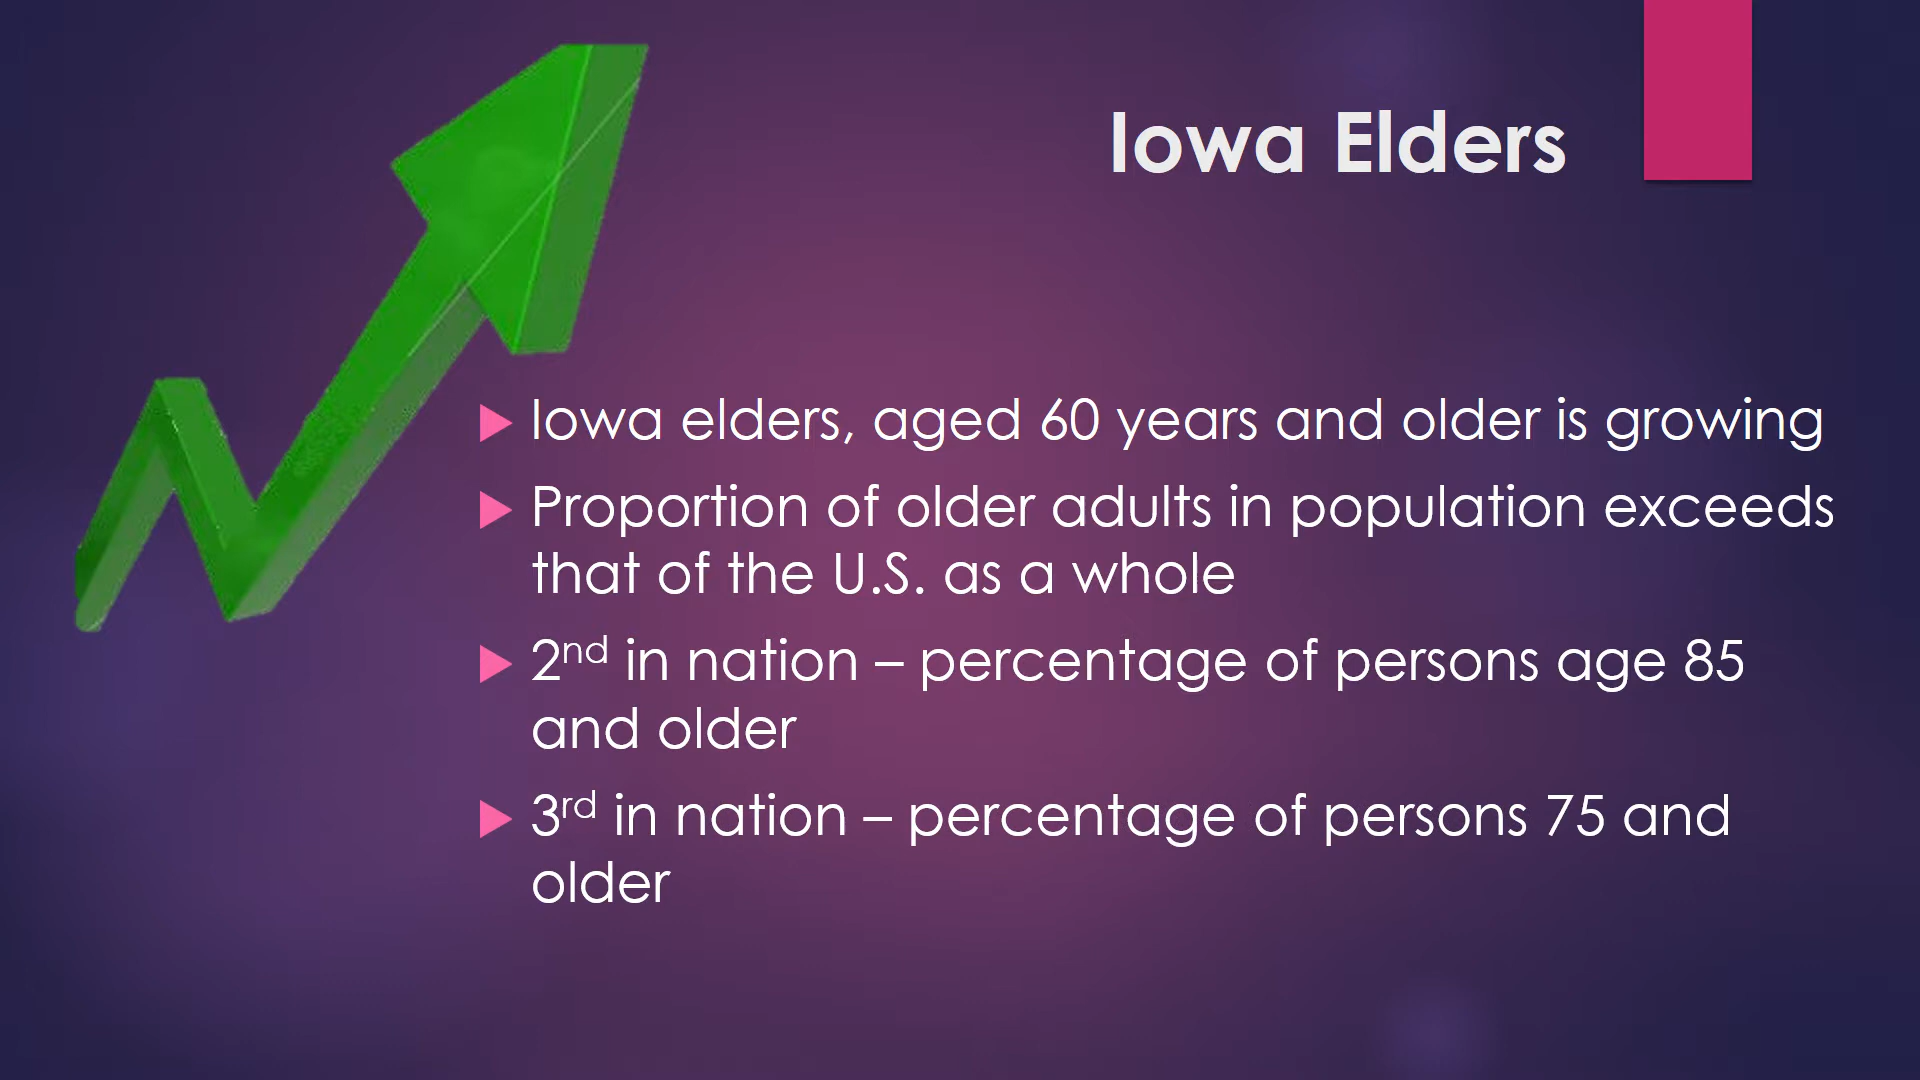 Iowa Elders
Iowa elders, aged 60 years and older is growing
Proportion of older adults in population exceeds
that of the U.S. as a whole
2nd in nation – percentage of persons age 85
and older
3rd in nation – percentage of persons 75 and
older